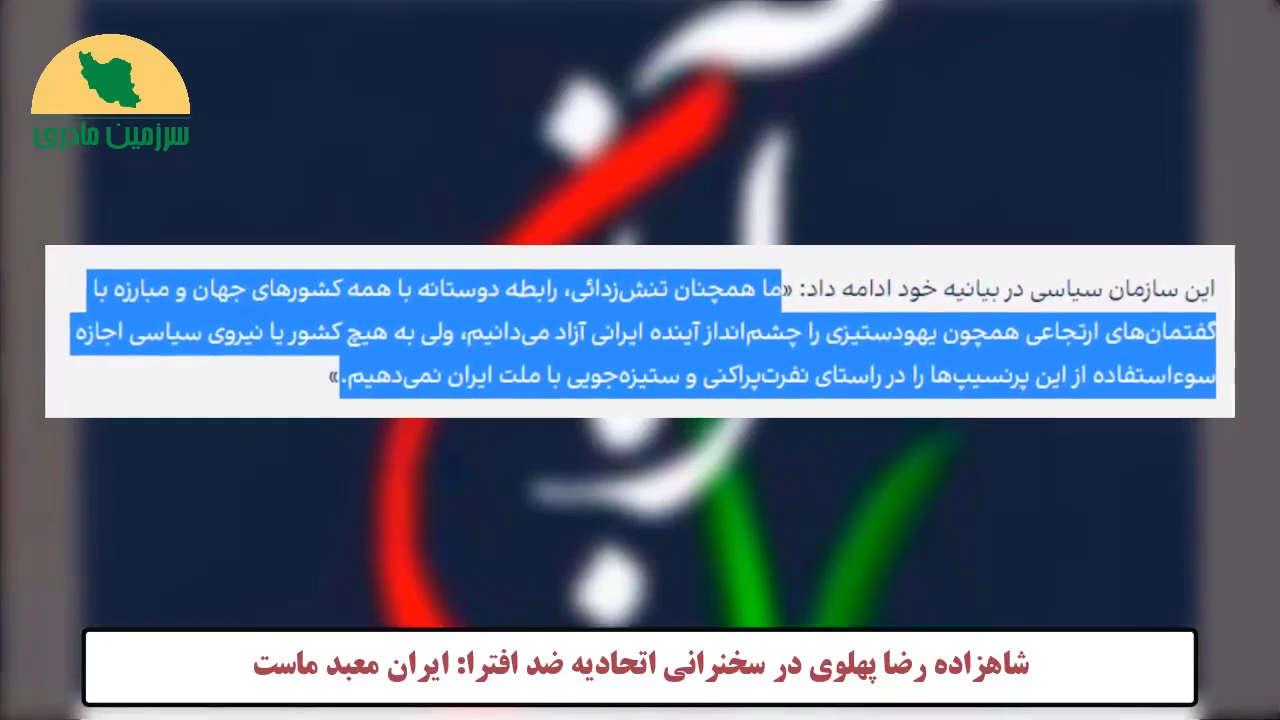 سرزمین مادری
این سازمان سیاسی در بیانیه خود ادامه داد: «ما همچنان تنش‌زدائی، رابطه دوستانه با همه کشورهای جهان و مبارزه با
گفتمان‌های ارتجاعی همچون یهودستیزی را چشم‌انداز آینده ایرانی آزاد می‌دانیم، ولی به هیچ کشور یا نیروی سیاسی اجازه
سوءاستفاده از این پرنسیپ‌ها را در راستای نفرت‌پراکنی و ستیزه‌جویی با ملت ایران نمی‌دهیم.»
شاهزاده رضا پهلوی در سخنرانی اتحادیه ضد افترا: ایران معبد ماست